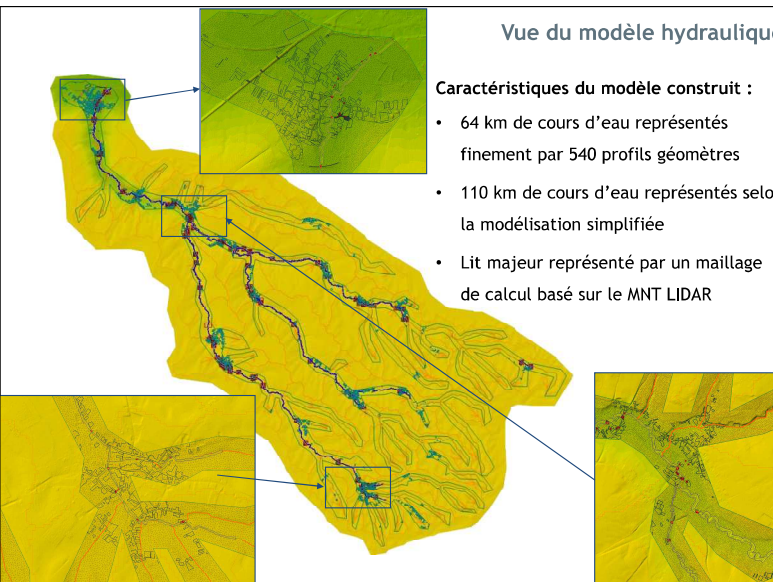 Vue du modèle hydraulique
Caractéristiques du modèle construit :
• 64 km de cours d'eau représentés
finement par 540 profils géomètres
• 110 km de cours d'eau représentés selo
la modélisation simplifiée
• Lit majeur représenté par un maillage
de calcul basé sur le MNT LIDAR